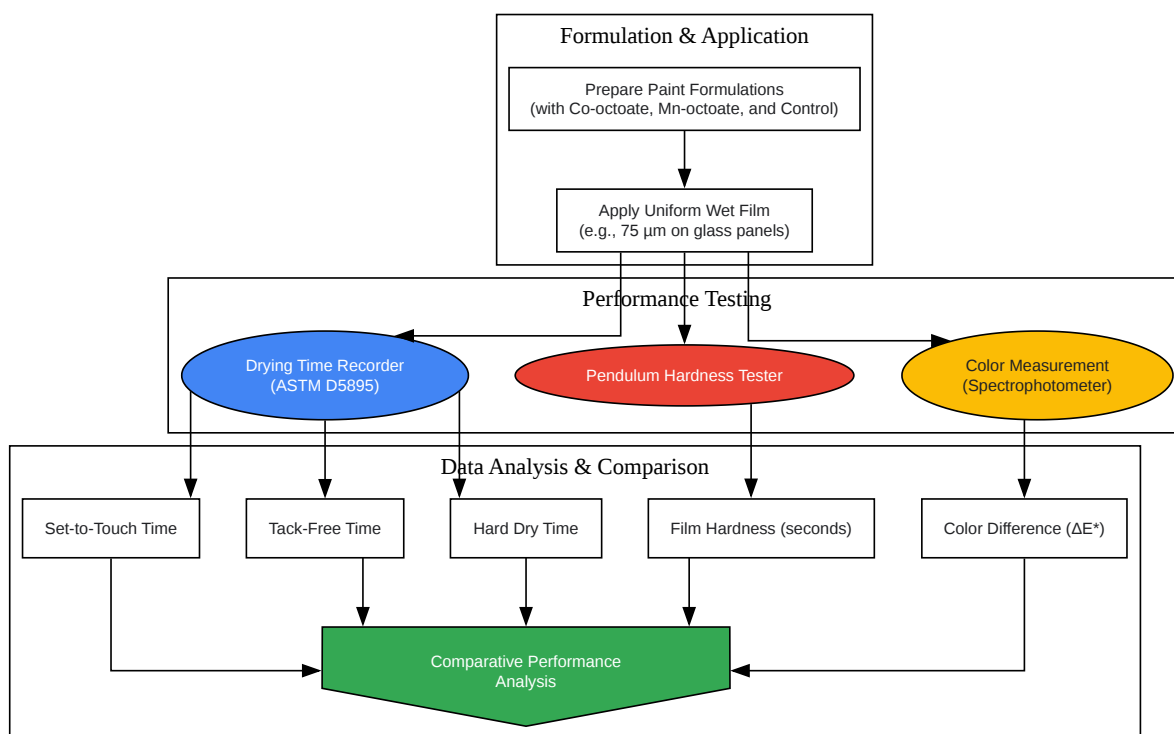 Formulation & Application
Prepare Paint Formulations
(with Co-octoate, Mn-octoate, and Control)
Apply Uniform Wet Film
(e.g., 75 µm on glass panels)
Performance Testing
Drying Time Recorder
(ASTM D5895)
Pendulum Hardness Tester
Color Measurement
(Spectrophotometer)
Data Analysis & Comparison
Set-to-Touch Time
Tack-Free Time
Hard Dry Time
Film Hardness (seconds)
Color Difference (ΔE*)
Comparative Performance
Analysis